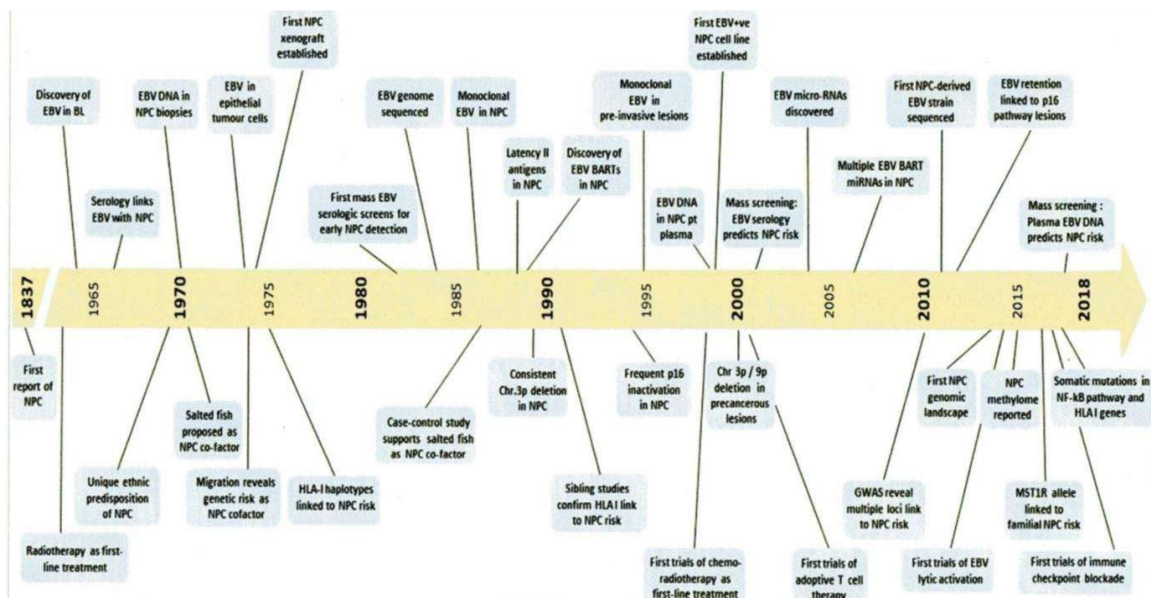 First NPC
xenograft
established
First EBV+ve
NPC cell line
established
Discovery of
EBV in BL
EBV DNA in
NPC biopsies
EBV in
epithelial
tumour cells
EBV genome
sequenced
Monoclonal
EBV in NPC
Monoclonal
EBV in
pre-invasive lesions
EBV micro-RNAs
discovered
First NPC-derived
EBV strain
sequenced
EBV retention
linked to p16
pathway lesions
Serology links
EBV with NPC
First mass EBV
serologic screens for
early NPC detection
Latency II
antigens
in NPC
Discovery of
EBV BARTs
in NPC
EBV DNA
in NPC pt
plasma
Mass screening:
EBV serology
predicts NPC risk
Multiple EBV BART
miRNAs in NPC
Mass screening :
Plasma EBV DNA
predicts NPC risk
1837
1965
1970
1975
1980
1985
1990
1995
2000
2005
2010
2015
2018
First
report of
NPC
Radiotherapy as first-
line treatment
Unique ethnic
predisposition
of NPC
Salted fish
proposed as
NPC co-factor
Migration reveals
genetic risk as
NPC cofactor
HLA-I haplotypes
linked to NPC risk
Case-control study
supports salted fish
as NPC co-factor
Consistent
Chr.3p deletion
in NPC
Sibling studies
confirm HLA I link
to NPC risk
Frequent p16
inactivation
in NPC
First trials of chemo-
radiotherapy as
first-line treatment
Chr 3p / 9p
deletion in
precancerous
lesions
First trials of
adoptive T cell
therapy
GWAS reveal
multiple loci link
to NPC risk
First NPC
genomic
landscape
First trials of EBV
lytic activation
NPC
methylome
reported
MST1R allele
linked to
familial NPC risk
First trials of immune
checkpoint blockade
Somatic mutations in
NF-kB pathway and
HLA I genes